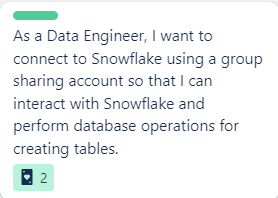 As a Data Engineer, I want to
connect to Snowflake using a group
sharing account so that I can
interact with Snowflake and
perform database operations for
creating tables.
2